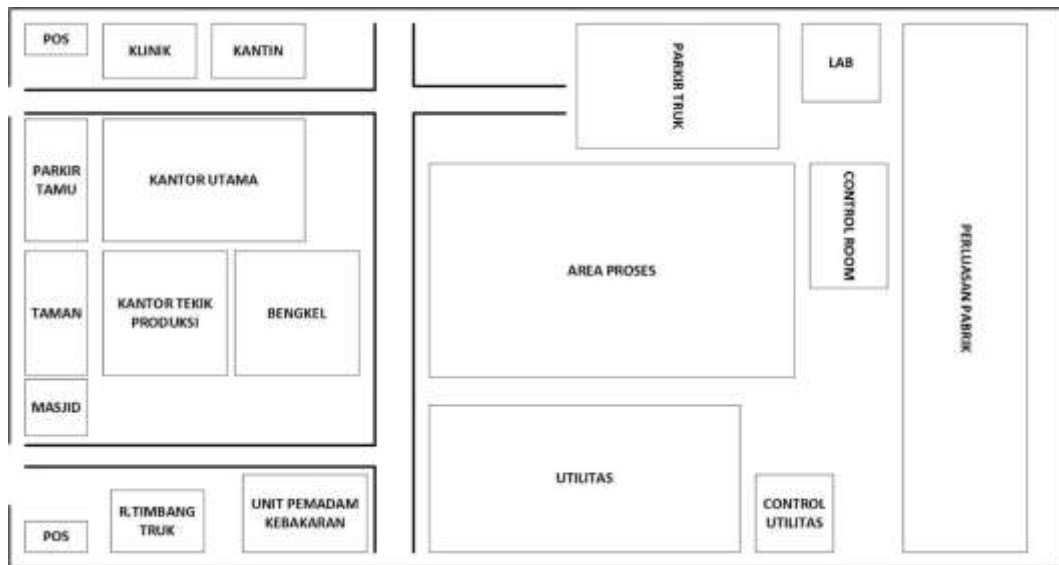 POS
KLINIK
KANTIN
PARKIR TRUK
LAB
PARKIR
TAMU
KANTOR UTAMA
AREA PROSES
CONTROL ROOM
PERLUASAN PABRIK
TAMAN
KANTOR TEKIK
PRODUKSI
BENGKEL
MASJID
UTILITAS
POS
R.TIMBANG
TRUK
UNIT PEMADAM
KEBAKARAN
CONTROL
UTILITAS